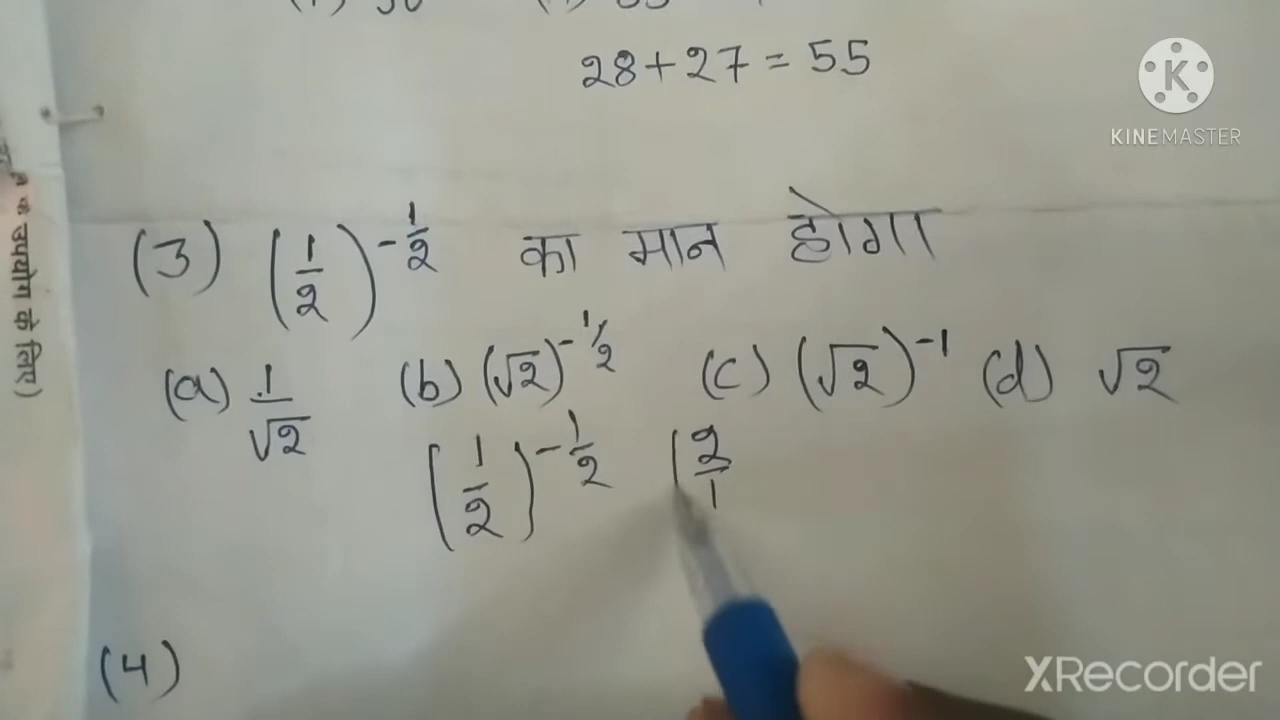 28+27=55
KINEMASTER
के उपयोग के लिए)
(3) (1/2)^-1/2 का मान होगा
(a) 1/√2 (b) (√2)^-1/2 (c) (√2)^-1 (d) √2
(1/2)^-1/2 (2/1
(4)
XRecorder